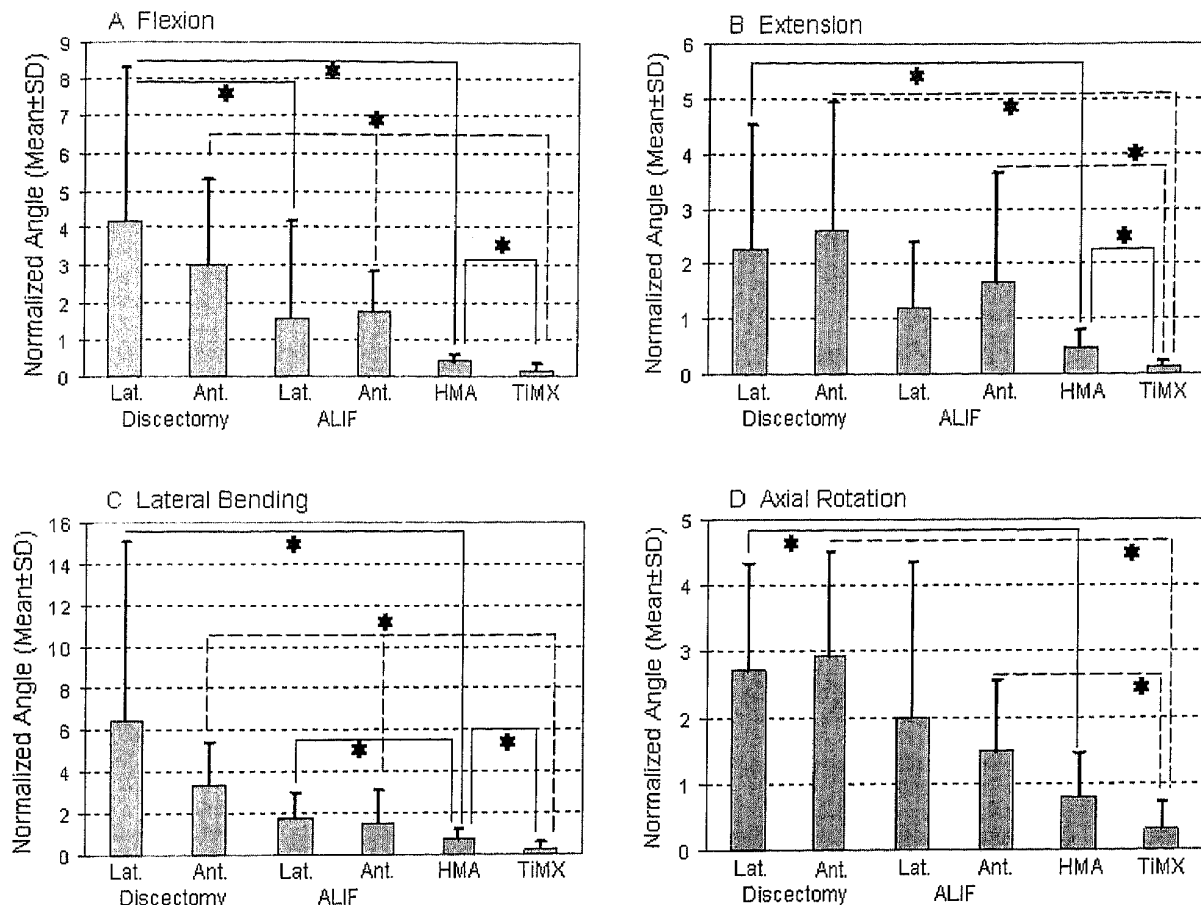 A Flexion
Normalized Angle (Mean±SD)
9
8
7
6
5
4
3
2
1
0
Lat. Ant. Lat. Ant. HMA TiMX
Discectomy ALIF
B Extension
Normalized Angle (Mean±SD)
6
5
4
3
2
1
0
Lat. Ant. Lat. Ant. HMA TiMX
Discectomy ALIF
C Lateral Bending
Normalized Angle (Mean±SD)
16
14
12
10
8
6
4
2
0
Lat. Ant. Lat. Ant. HMA TiMX
Discectomy ALIF
D Axial Rotation
Normalized Angle (Mean±SD)
5
4
3
2
1
0
Lat. Ant. Lat. Ant. HMA TiMX
Discectomy ALIF